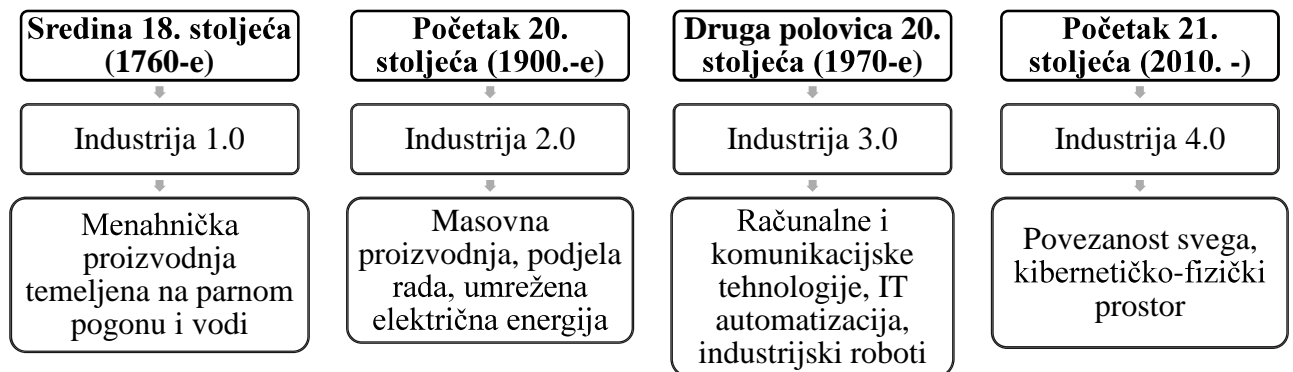 Sredina 18. stoljeća
(1760-e)
Industrija 1.0
Menahnička
proizvodnja
temeljena na parnom
pogonu i vodi
Početak 20.
stoljeća (1900.-e)
Industrija 2.0
Masovna
proizvodnja, podjela
rada, umrežena
električna energija
Druga polovica 20.
stoljeća (1970-e)
Industrija 3.0
Računalne i
komunikacijske
tehnologije, IT
automatizacija,
industrijski roboti
Početak 21.
stoljeća (2010. -)
Industrija 4.0
Povezanost svega,
kibernetičko-fizički
prostor